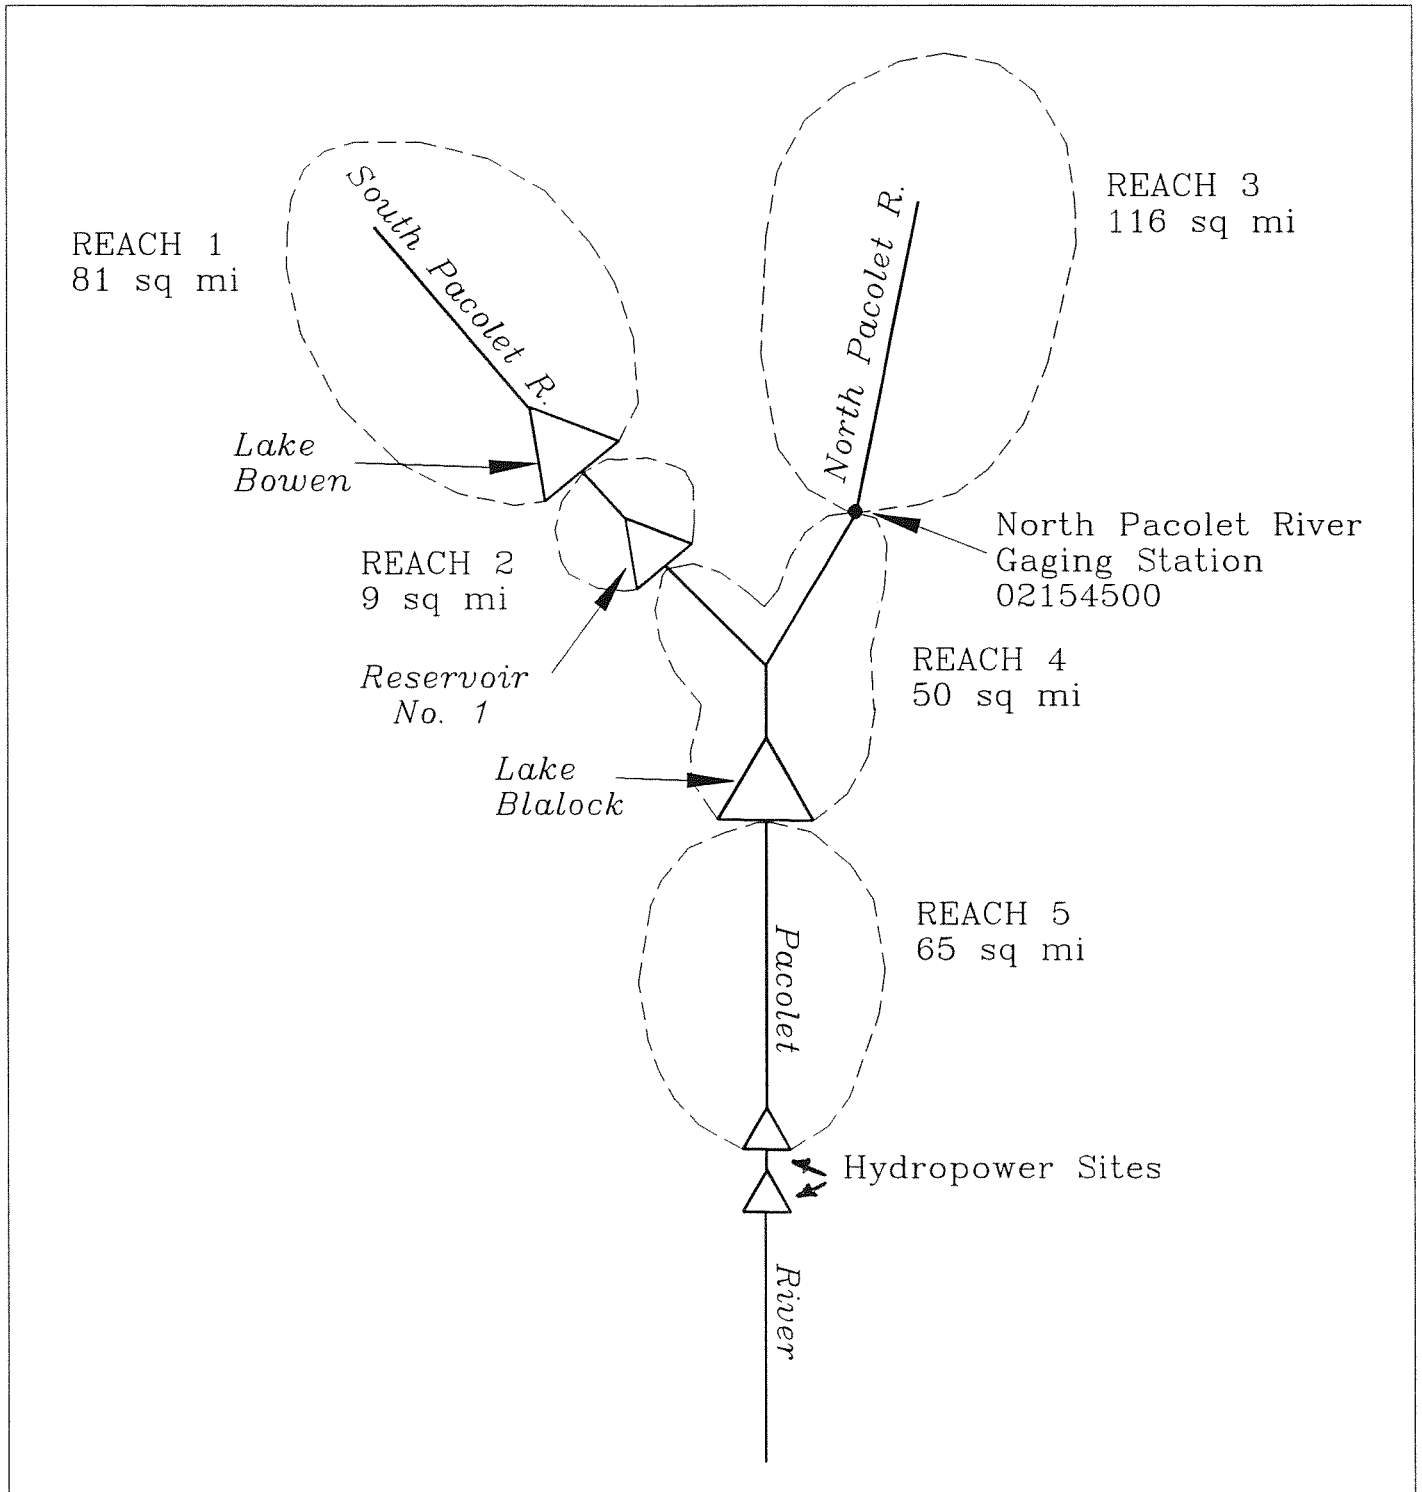 REACH 1
81 sq mi
South Pacolet R.
REACH 3
116 sq mi
North Pacolet R.
Lake
Bowen
REACH 2
9 sq mi
North Pacolet River
Gaging Station
02154500
Reservoir
No. 1
REACH 4
50 sq mi
Lake
Blalock
REACH 5
65 sq mi
Pacolet
Hydropower Sites
River